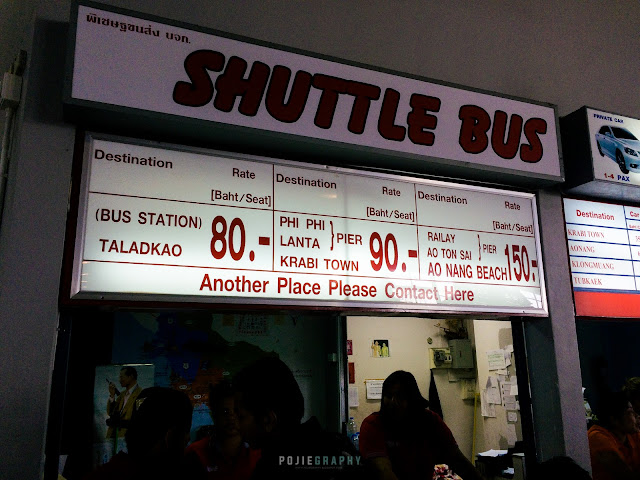 พิเศษฐขนส่ง บจก.
SHUTTLE BUS
Destination Rate
[Baht/Seat]
(BUS STATION)
TALADKAO
80.-
Destination Rate
[Baht/Seat]
PHI PHI
LANTA } PIER
KRABI TOWN
90.-
Destination Rate
[Baht/Seat]
RAILAY
AO TON SAI } PIER
AO NANG BEACH
150.-
Another Place Please Contact Here
PRIVATE CAR
1-4 PAX
Destination
KRABI TOWN
AONANG
KLONGMUANG
TUBKAEK
POJIEGRAPHY